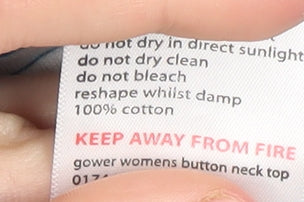 do not dry in direct sunlight
do not dry clean
do not bleach
reshape whilst damp
100% cotton
KEEP AWAY FROM FIRE
gower womens button neck top